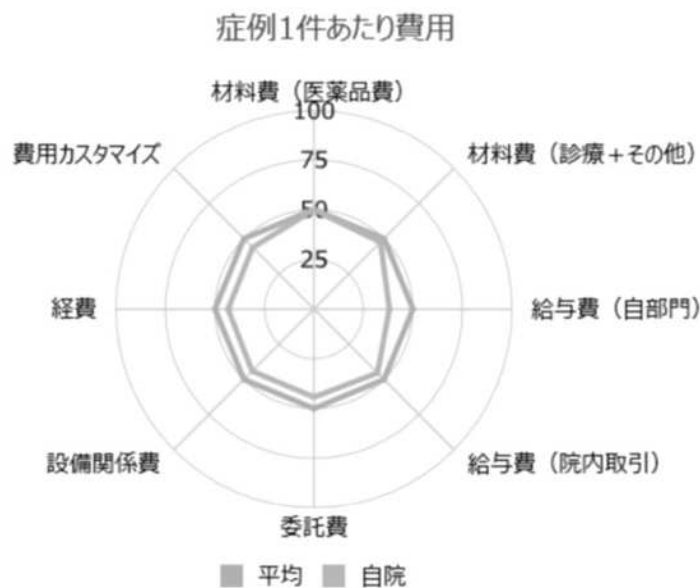 症例1件あたり費用
材料費（医薬品費）
100
費用カスタマイズ
材料費（診療＋その他）
75
50
25
経費
給与費（自部門）
設備関係費
給与費（院内取引）
委託費
平均 自院